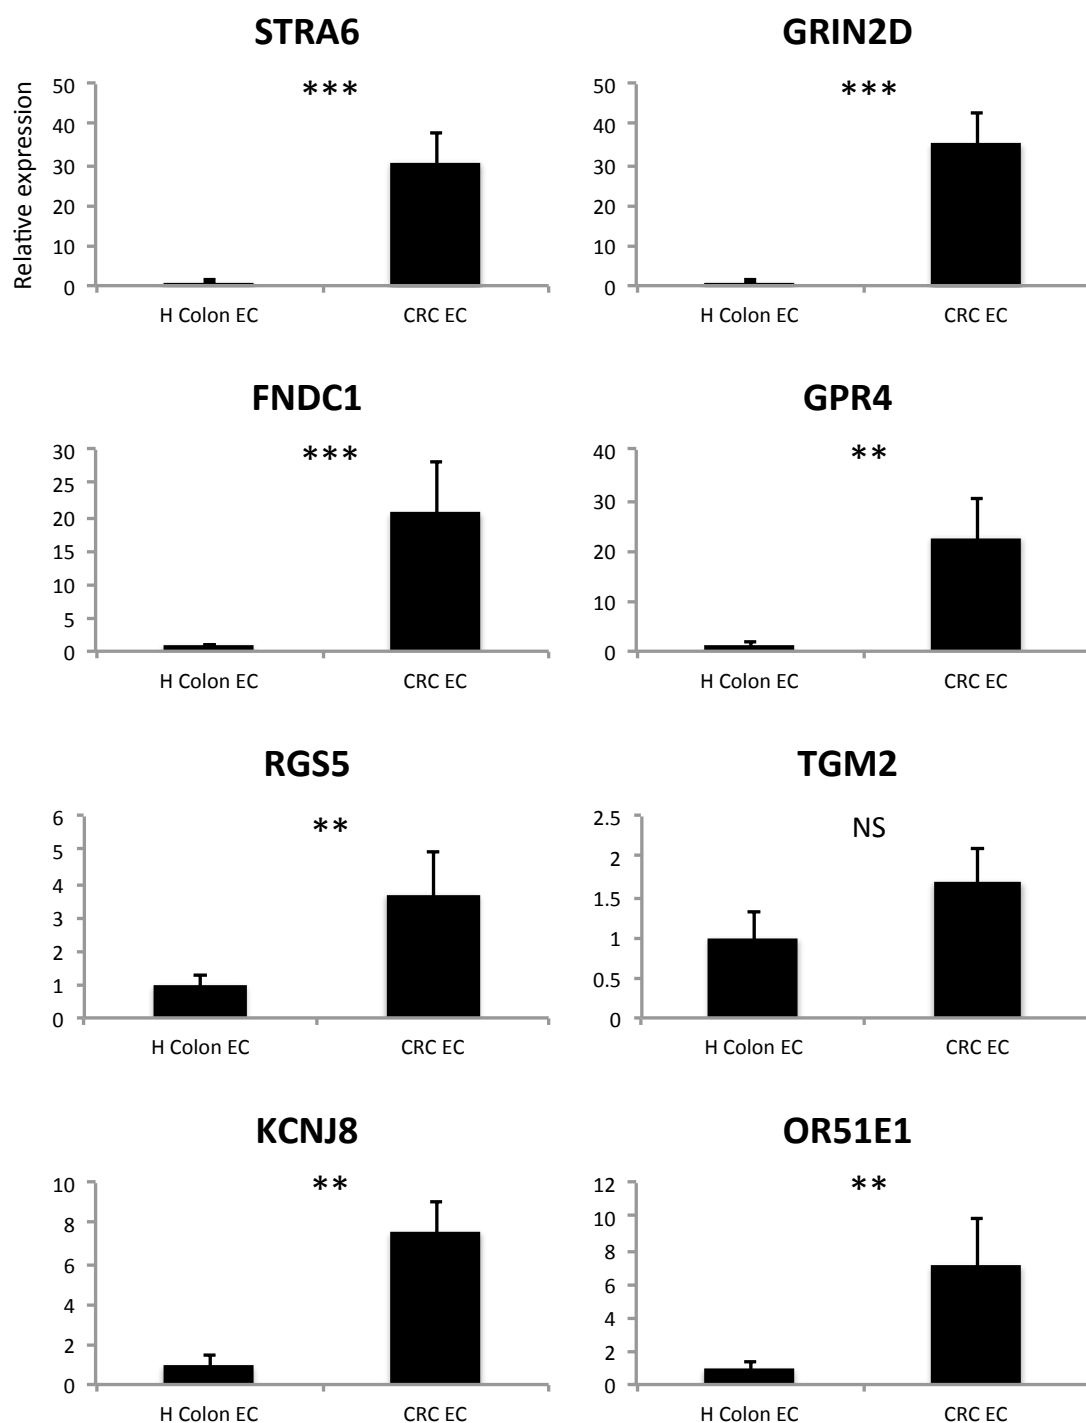 STRA6
GRIN2D
Relative expression
50
40
30
20
10
0
***
H Colon EC
CRC EC
50
40
30
20
10
0
***
H Colon EC
CRC EC
FNDC1
GPR4
30
25
20
15
10
5
0
***
H Colon EC
CRC EC
40
30
20
10
0
**
H Colon EC
CRC EC
RGS5
TGM2
6
5
4
3
2
1
0
**
H Colon EC
CRC EC
2.5
2
1.5
1
0.5
0
NS
H Colon EC
CRC EC
KCNJ8
OR51E1
10
8
6
4
2
0
**
H Colon EC
CRC EC
12
10
8
6
4
2
0
**
H Colon EC
CRC EC